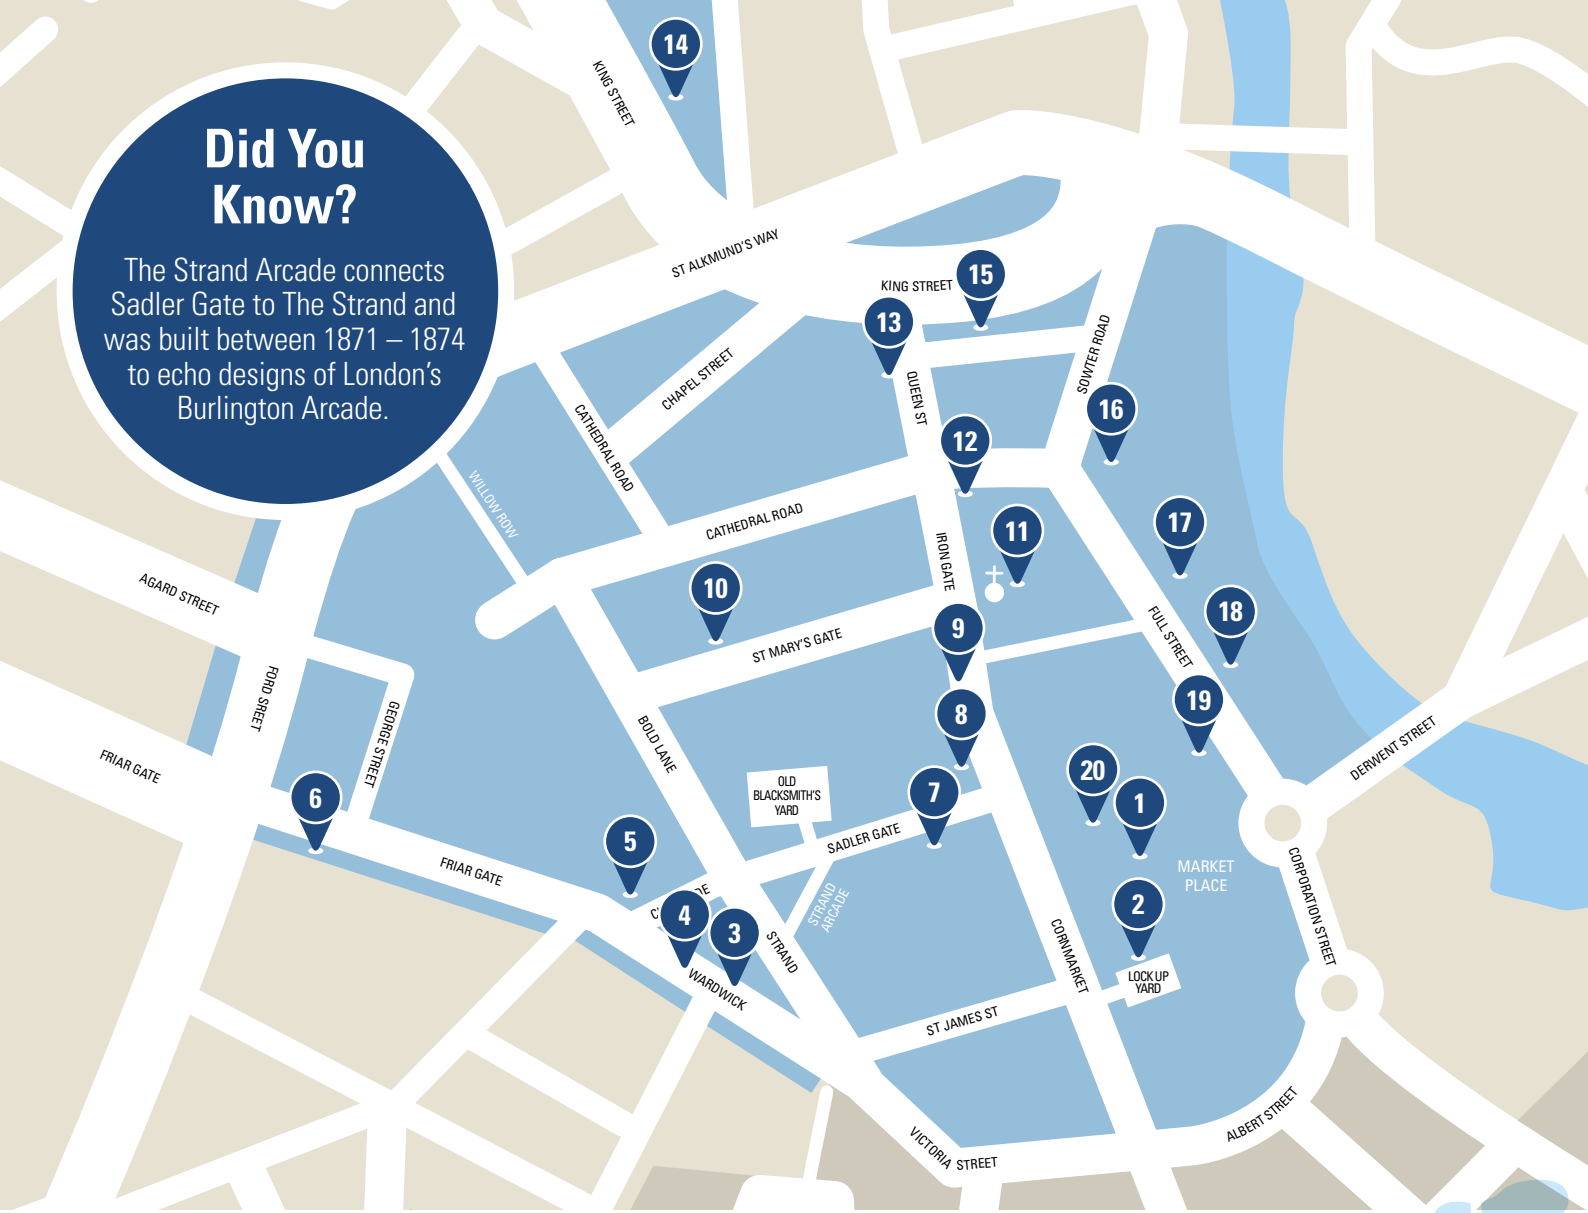 Did You
Know?
The Strand Arcade connects
Sadler Gate to The Strand and
was built between 1871 – 1874
to echo designs of London's
Burlington Arcade.
14
KING STREET
ST ALKMUND'S WAY
KING STREET
15
13
CHAPEL STREET
QUEEN ST
SOWTER ROAD
16
CATHEDRAL ROAD
12
WILLOW ROW
CATHEDRAL ROAD
11
17
IRON GATE
10
AGARD STREET
9
18
ST MARY'S GATE
FULL STREET
FORD SREET
GEORGE STREET
BOLD LANE
8
19
DERWENT STREET
FRIAR GATE
6
OLD
BLACKSMITH'S
YARD
7
20
1
SADLER GATE
5
FRIAR GATE
MARKET
PLACE
STRAND
ARCADE
CORPORATION STREET
4
3
2
STRAND
CORNMARKET
WARDWICK
LOCK UP
YARD
ST JAMES ST
ALBERT STREET
VICTORIA STREET